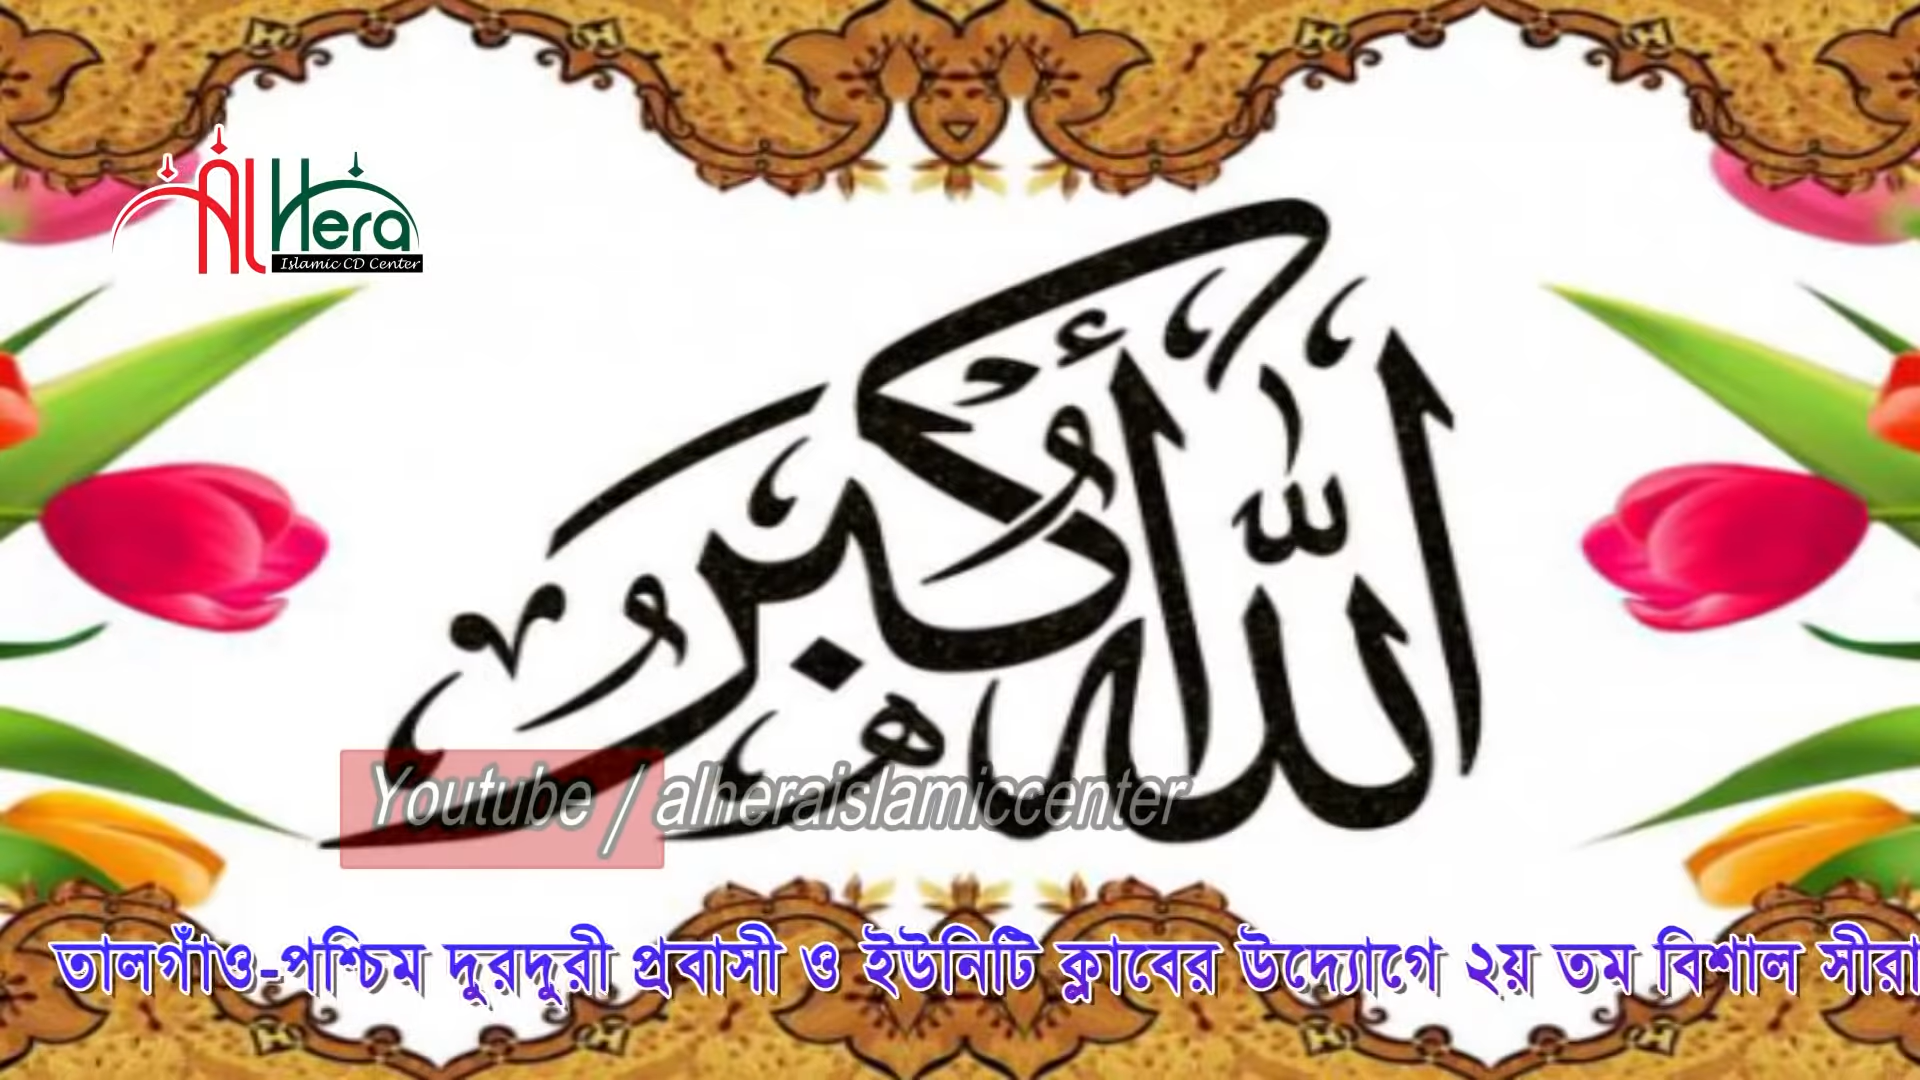 AL Hera
Islamic CD Center
الله أكبر
Youtube / alheraislamiccenter
তালগাঁও-পশ্চিম দুরদুরী প্রবাসী ও ইউনিটি ক্লাবের উদ্যোগে ২য় তম বিশাল সীরা